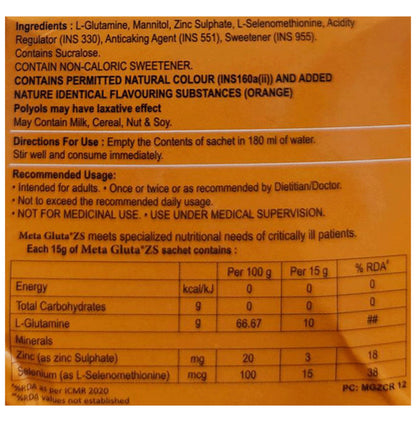 Ingredients : L-Glutamine, Mannitol, Zinc Sulphate, L-Selenomethionine, Acidity
Regulator (INS 330), Anticaking Agent (INS 551), Sweetener (INS 955).
Contains Sucralose.
CONTAIN NON-CALORIC SWEETENER.
CONTAINS PERMITTED NATURAL COLOUR (INS160a(ii)) AND ADDED
NATURE IDENTICAL FLAVOURING SUBSTANCES (ORANGE)
Polyols may have laxative effect
May Contain Milk, Cereal, Nut & Soy.
Directions For Use : Empty the Contents of sachet in 180 ml of water.
Stir well and consume immediately.
Recommended Usage:
• Intended for adults. • Once or twice or as recommended by Dietitian/Doctor.
• Not to exceed the recommended daily usage.
• NOT FOR MEDICINAL USE. • USE UNDER MEDICAL SUPERVISION.
Meta Gluta+ZS meets specialized nutritional needs of critically ill patients.
Each 15g of Meta Gluta+ZS sachet contains :
Per 100 g Per 15 g % RDA#
Energy kcal/kJ 0 0 0
Total Carbohydrates g 0 0 0
L-Glutamine g 66.67 10 ##
Minerals
Zinc (as zinc Sulphate) mg 20 3 18
Selenium (as L-Selenomethionine) mcg 100 15 38
#%RDA as per ICMR 2020
##%RDA values not established
PC: MGZCR 12